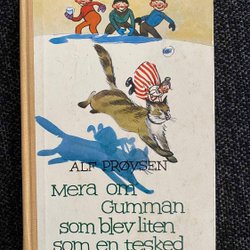 ALF PRØYSEN
Mera om
Gumman
som blev liten
som en tesked